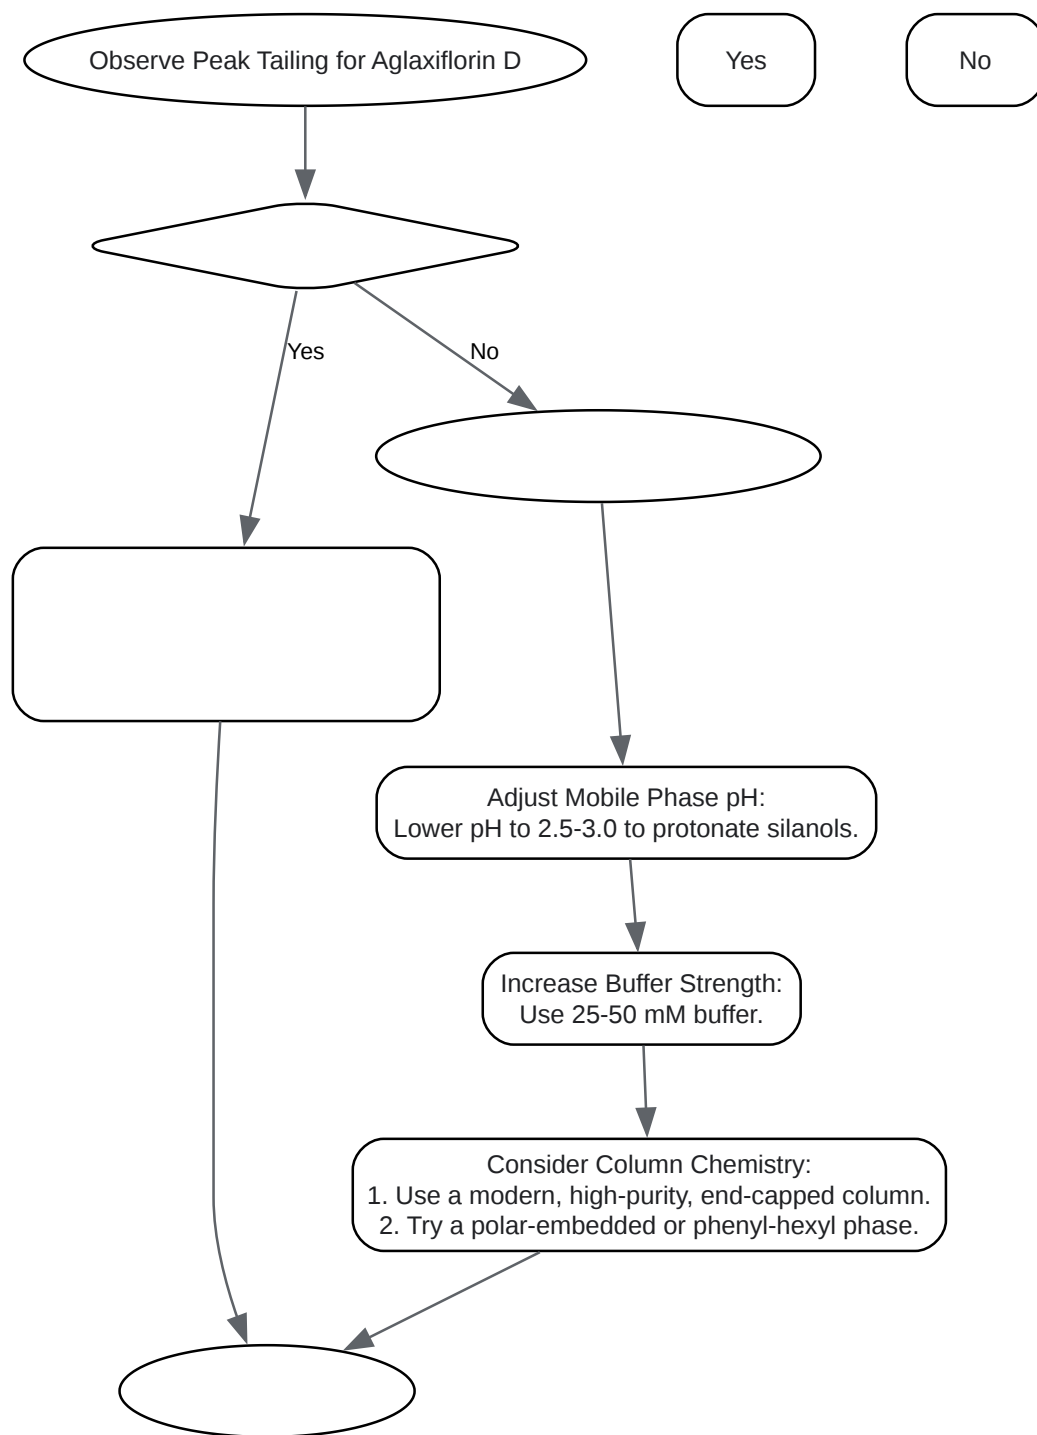 Observe Peak Tailing for Aglaxiflorin D
Yes
No
Yes
No
Adjust Mobile Phase pH:
Lower pH to 2.5-3.0 to protonate silanols.
Increase Buffer Strength:
Use 25-50 mM buffer.
Consider Column Chemistry:
1. Use a modern, high-purity, end-capped column.
2. Try a polar-embedded or phenyl-hexyl phase.